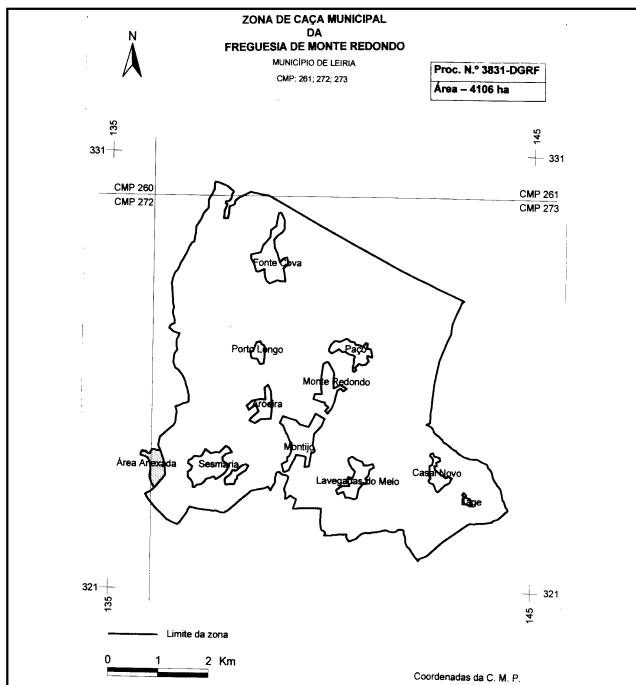 ZONA DE CAÇA MUNICIPAL
DA
FREGUESIA DE MONTE REDONDO
MUNICÍPIO DE LEIRIA
CMP: 261; 272; 273
N
Proc. N.º 3831-DGRF
Área – 4106 ha
135
145
331
331
CMP 260
CMP 261
CMP 272
CMP 273
Fonte Cova
Porto Longo
Paço
Monte Redondo
Aroeira
Montijo
Área Anexada
Sesmaria
Lavegadas do Meio
Casal Novo
Lage
321
321
135
145
Limite da zona
0 1 2 Km
Coordenadas da C. M. P.